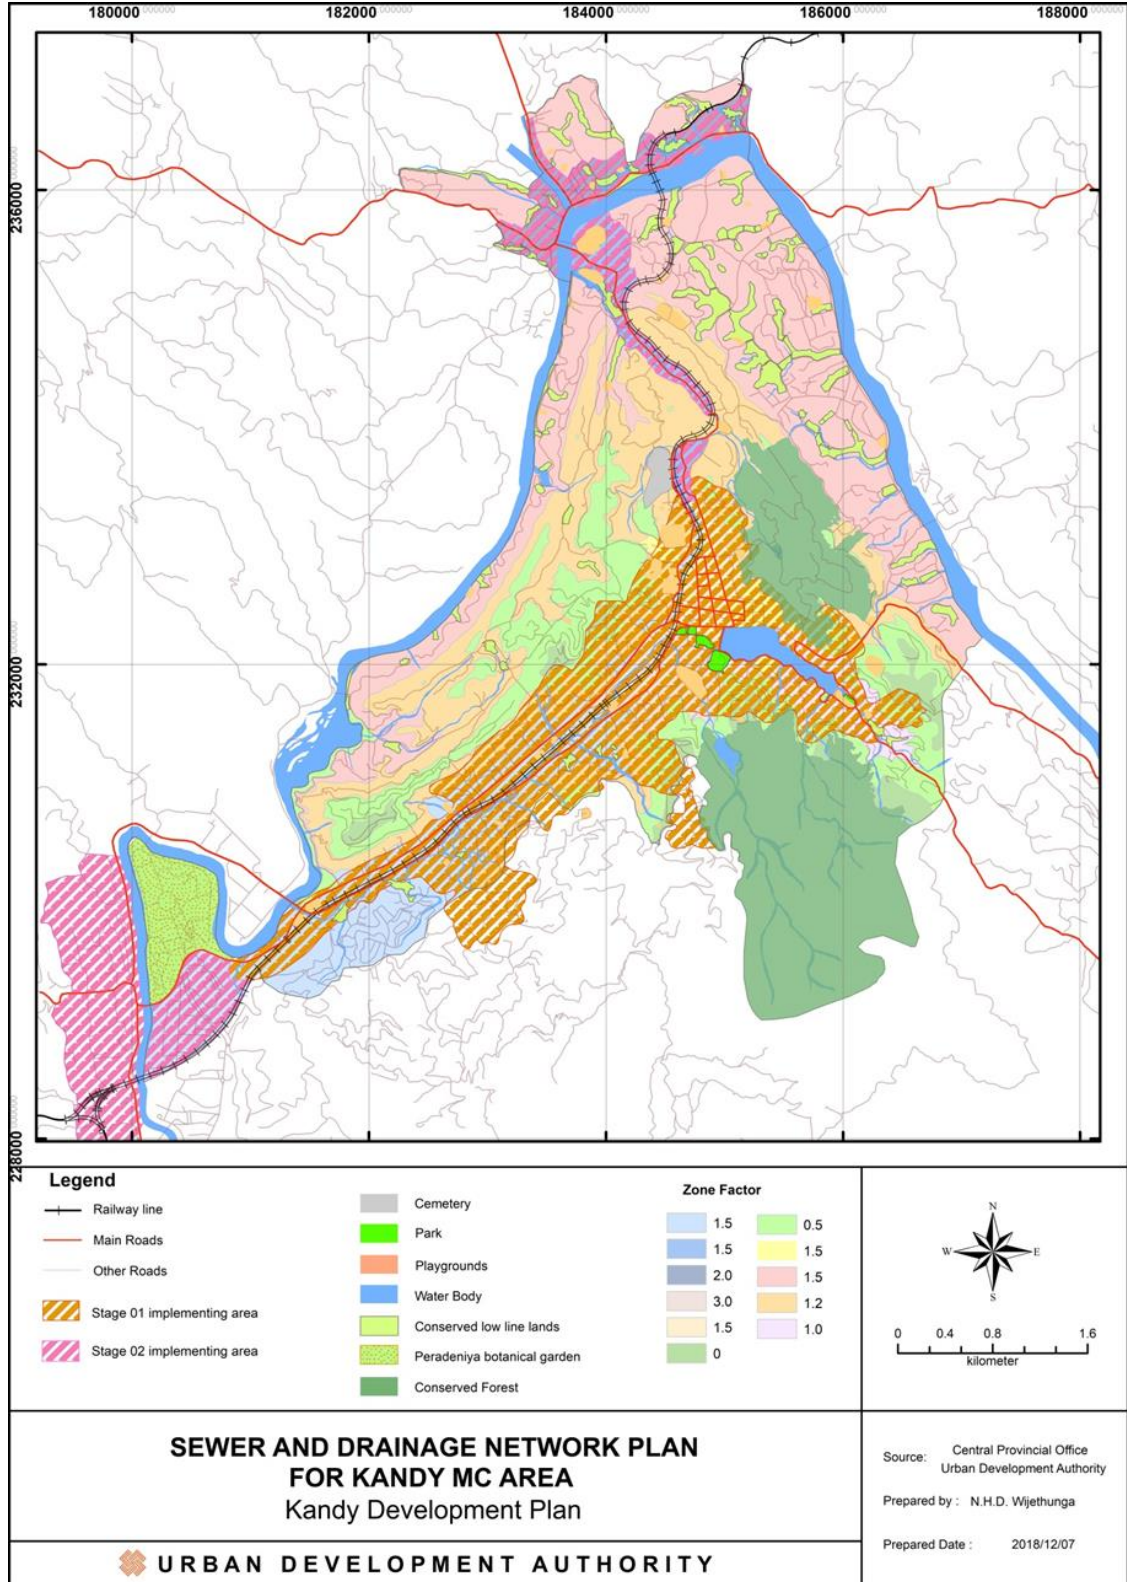 180000 182000 184000 186000 188000
236000
232000
228000
Legend
Railway line
Main Roads
Other Roads
Stage 01 implementing area
Stage 02 implementing area
Cemetery
Park
Playgrounds
Water Body
Conserved low line lands
Peradeniya botanical garden
Conserved Forest
Zone Factor
1.5 0.5
1.5 1.5
2.0 1.5
3.0 1.2
1.5 1.0
0
N
W E
S
0 0.4 0.8 1.6
kilometer
SEWER AND DRAINAGE NETWORK PLAN
FOR KANDY MC AREA
Kandy Development Plan
URBAN DEVELOPMENT AUTHORITY
Source: Central Provincial Office
Urban Development Authority
Prepared by : N.H.D. Wijethunga
Prepared Date : 2018/12/07